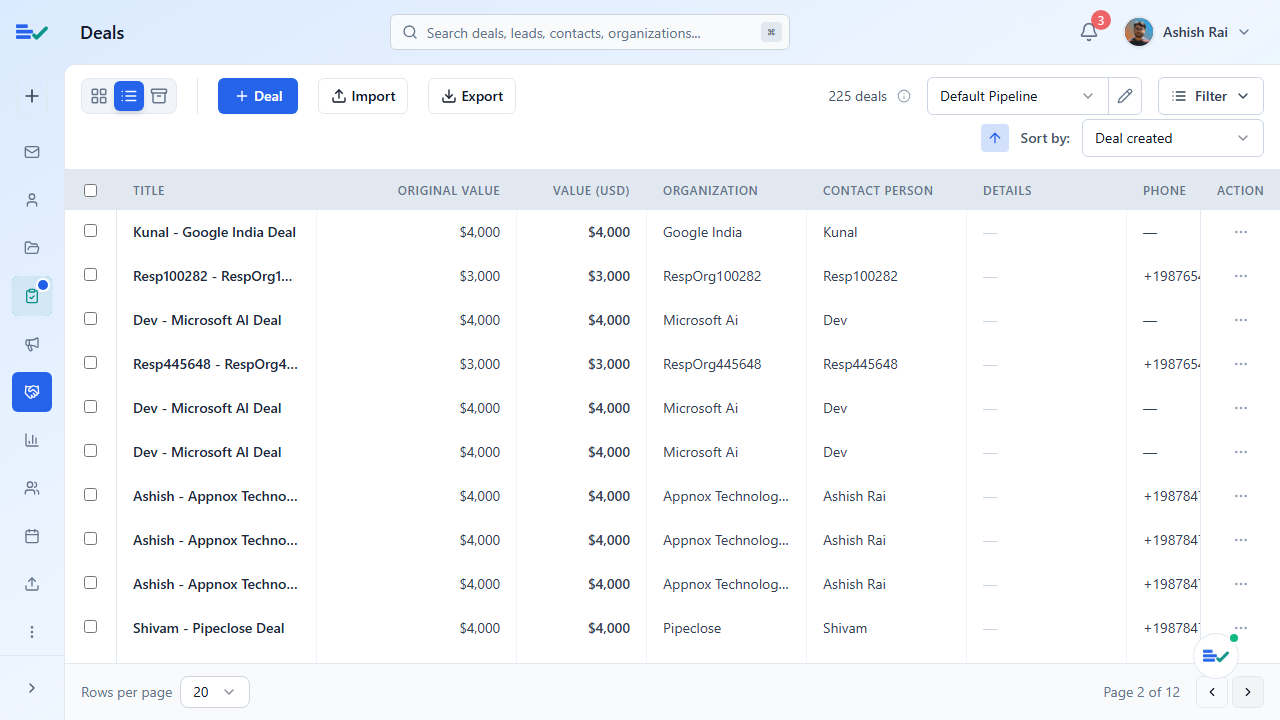 Deals
Search deals, leads, contacts, organizations...
⌘
3
Ashish Rai
Deal
Import
Export
225 deals
Default Pipeline
Filter
Sort by:
Deal created
TITLE ORIGINAL VALUE VALUE (USD) ORGANIZATION CONTACT PERSON DETAILS PHONE ACTION
Kunal - Google India Deal $4,000 $4,000 Google India Kunal — — ...
Resp100282 - RespOrg1... $3,000 $3,000 RespOrg100282 Resp100282 — +1987654 ...
Dev - Microsoft AI Deal $4,000 $4,000 Microsoft Ai Dev — — ...
Resp445648 - RespOrg4... $3,000 $3,000 RespOrg445648 Resp445648 — +1987654 ...
Dev - Microsoft AI Deal $4,000 $4,000 Microsoft Ai Dev — — ...
Dev - Microsoft AI Deal $4,000 $4,000 Microsoft Ai Dev — — ...
Ashish - Appnox Techno... $4,000 $4,000 Appnox Technolog... Ashish Rai — +198784 ...
Ashish - Appnox Techno... $4,000 $4,000 Appnox Technolog... Ashish Rai — +198784 ...
Ashish - Appnox Techno... $4,000 $4,000 Appnox Technolog... Ashish Rai — +198784 ...
Shivam - Pipeclose Deal $4,000 $4,000 Pipeclose Shivam — +198784 ...
Rows per page 20
Page 2 of 12